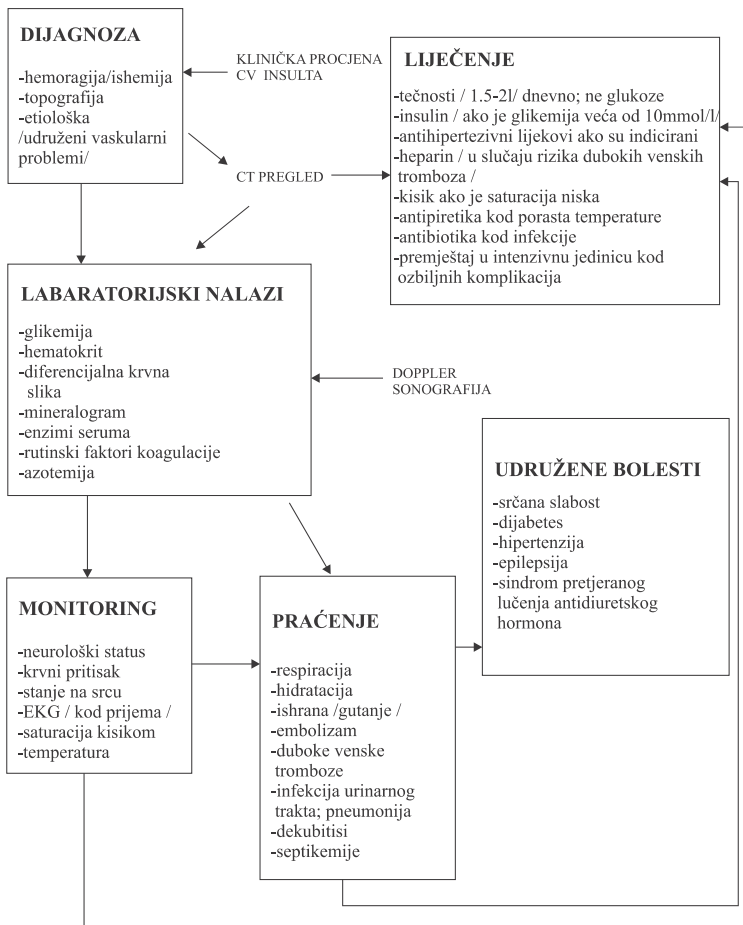 DIJAGNOZA
-hemoragija/ishemija
-topografija
-etiološka
/udruženi vaskularni
problemi/
KLINIČKA PROCJENA
CV INSULTA
CT PREGLED
LIJEČENJE
-tečnosti / 1.5-2l/ dnevno; ne glukoze
-insulin / ako je glikemija veća od 10mmol/l/
-antihipertezivni lijekovi ako su indicirani
-heparin / u slučaju rizika dubokih venskih
tromboza /
-kisik ako je saturacija niska
-antipiretika kod porasta temperature
-antibiotika kod infekcije
-premještaj u intenzivnu jedinicu kod
ozbiljnih komplikacija
LABARATORIJSKI NALAZI
-glikemija
-hematokrit
-diferencijalna krvna
slika
-mineralogram
-enzimi seruma
-rutinski faktori koagulacije
-azotemija
DOPPLER
SONOGRAFIJA
UDRUŽENE BOLESTI
-srčana slabost
-dijabetes
-hipertenzija
-epilepsija
-sindrom pretjeranog
lučenja antidiuretskog
hormona
MONITORING
-neurološki status
-krvni pritisak
-stanje na srcu
-EKG / kod prijema /
-saturacija kisikom
-temperatura
PRAĆENJE
-respiracija
-hidratacija
-ishrana /gutanje /
-embolizam
-duboke venske
tromboze
-infekcija urinarnog
trakta; pneumonija
-dekubitisi
-septikemije